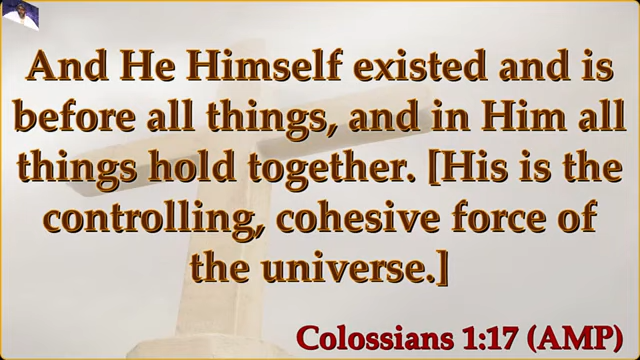 And He Himself existed and is
before all things, and in Him all
things hold together. [His is the
controlling, cohesive force of
the universe.]
Colossians 1:17 (AMP)